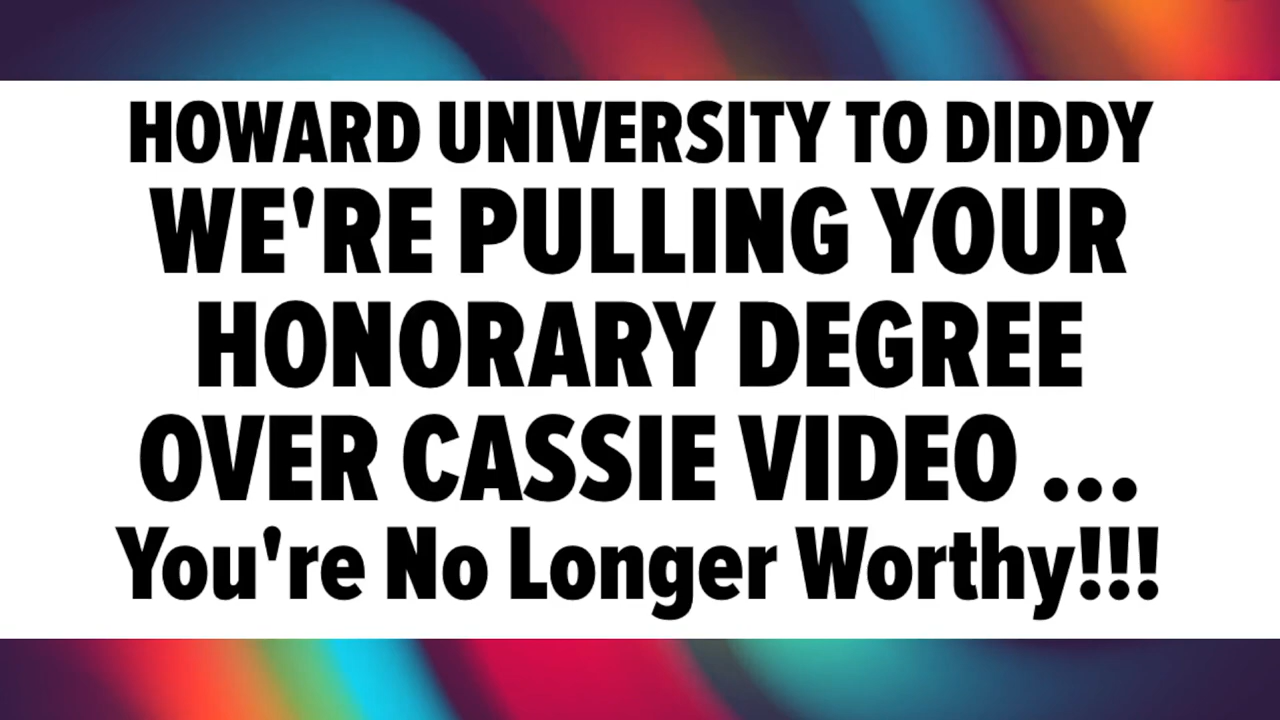 HOWARD UNIVERSITY TO DIDDY
WE'RE PULLING YOUR
HONORARY DEGREE
OVER CASSIE VIDEO ...
You're No Longer Worthy!!!